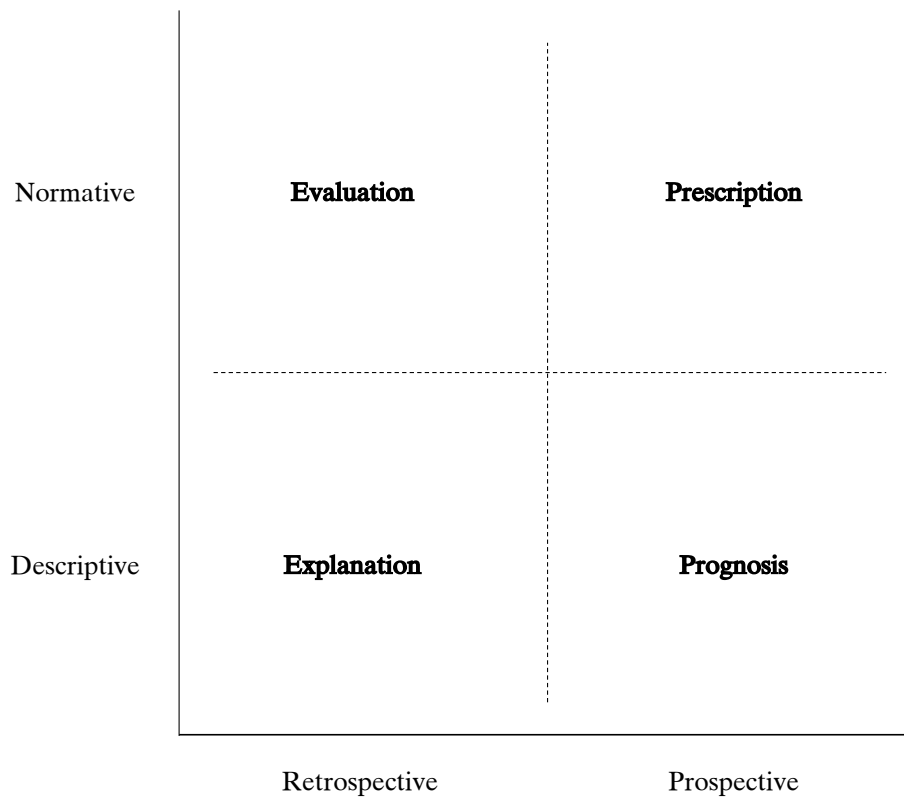 Normative Evaluation Prescription
Descriptive Explanation Prognosis
Retrospective Prospective